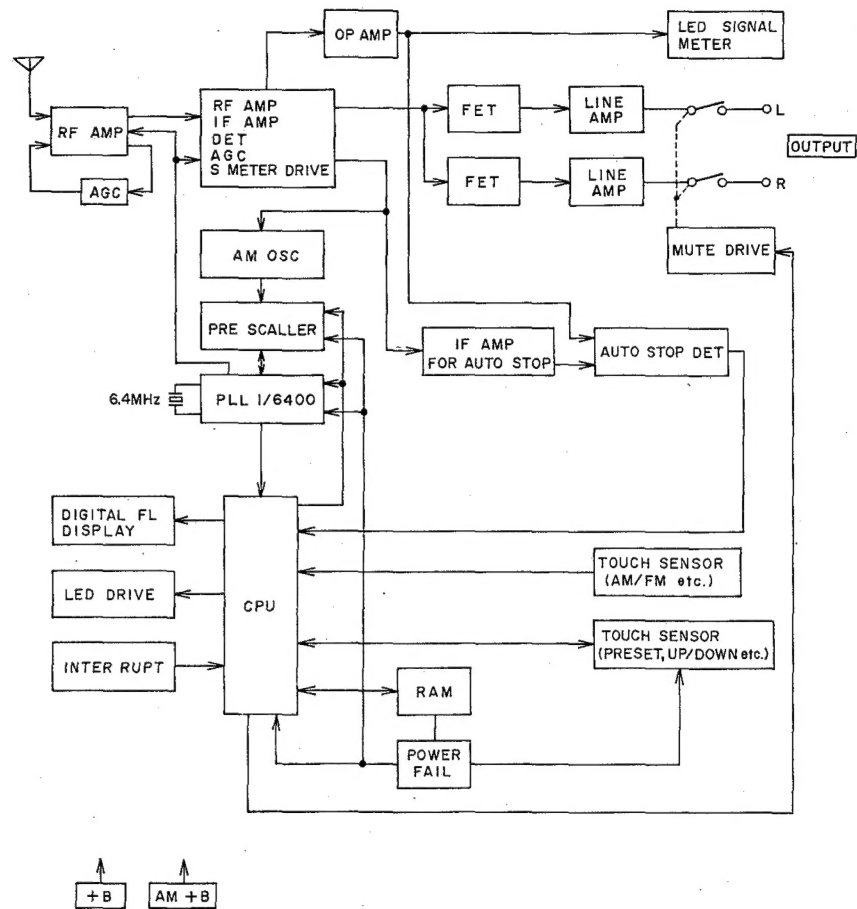 OP AMP
LED SIGNAL
METER
RF AMP
RF AMP
IF AMP
DET
AGC
S METER DRIVE
AGC
FET
LINE
AMP
L
OUTPUT
FET
LINE
AMP
R
AM OSC
MUTE DRIVE
PRE SCALLER
IF AMP
FOR AUTO STOP
AUTO STOP DET
6.4MHz
PLL 1/6400
DIGITAL FL
DISPLAY
LED DRIVE
INTER RUPT
CPU
TOUCH SENSOR
(AM/FM etc.)
TOUCH SENSOR
(PRESET, UP/DOWN etc.)
RAM
POWER
FAIL
+B
AM +B